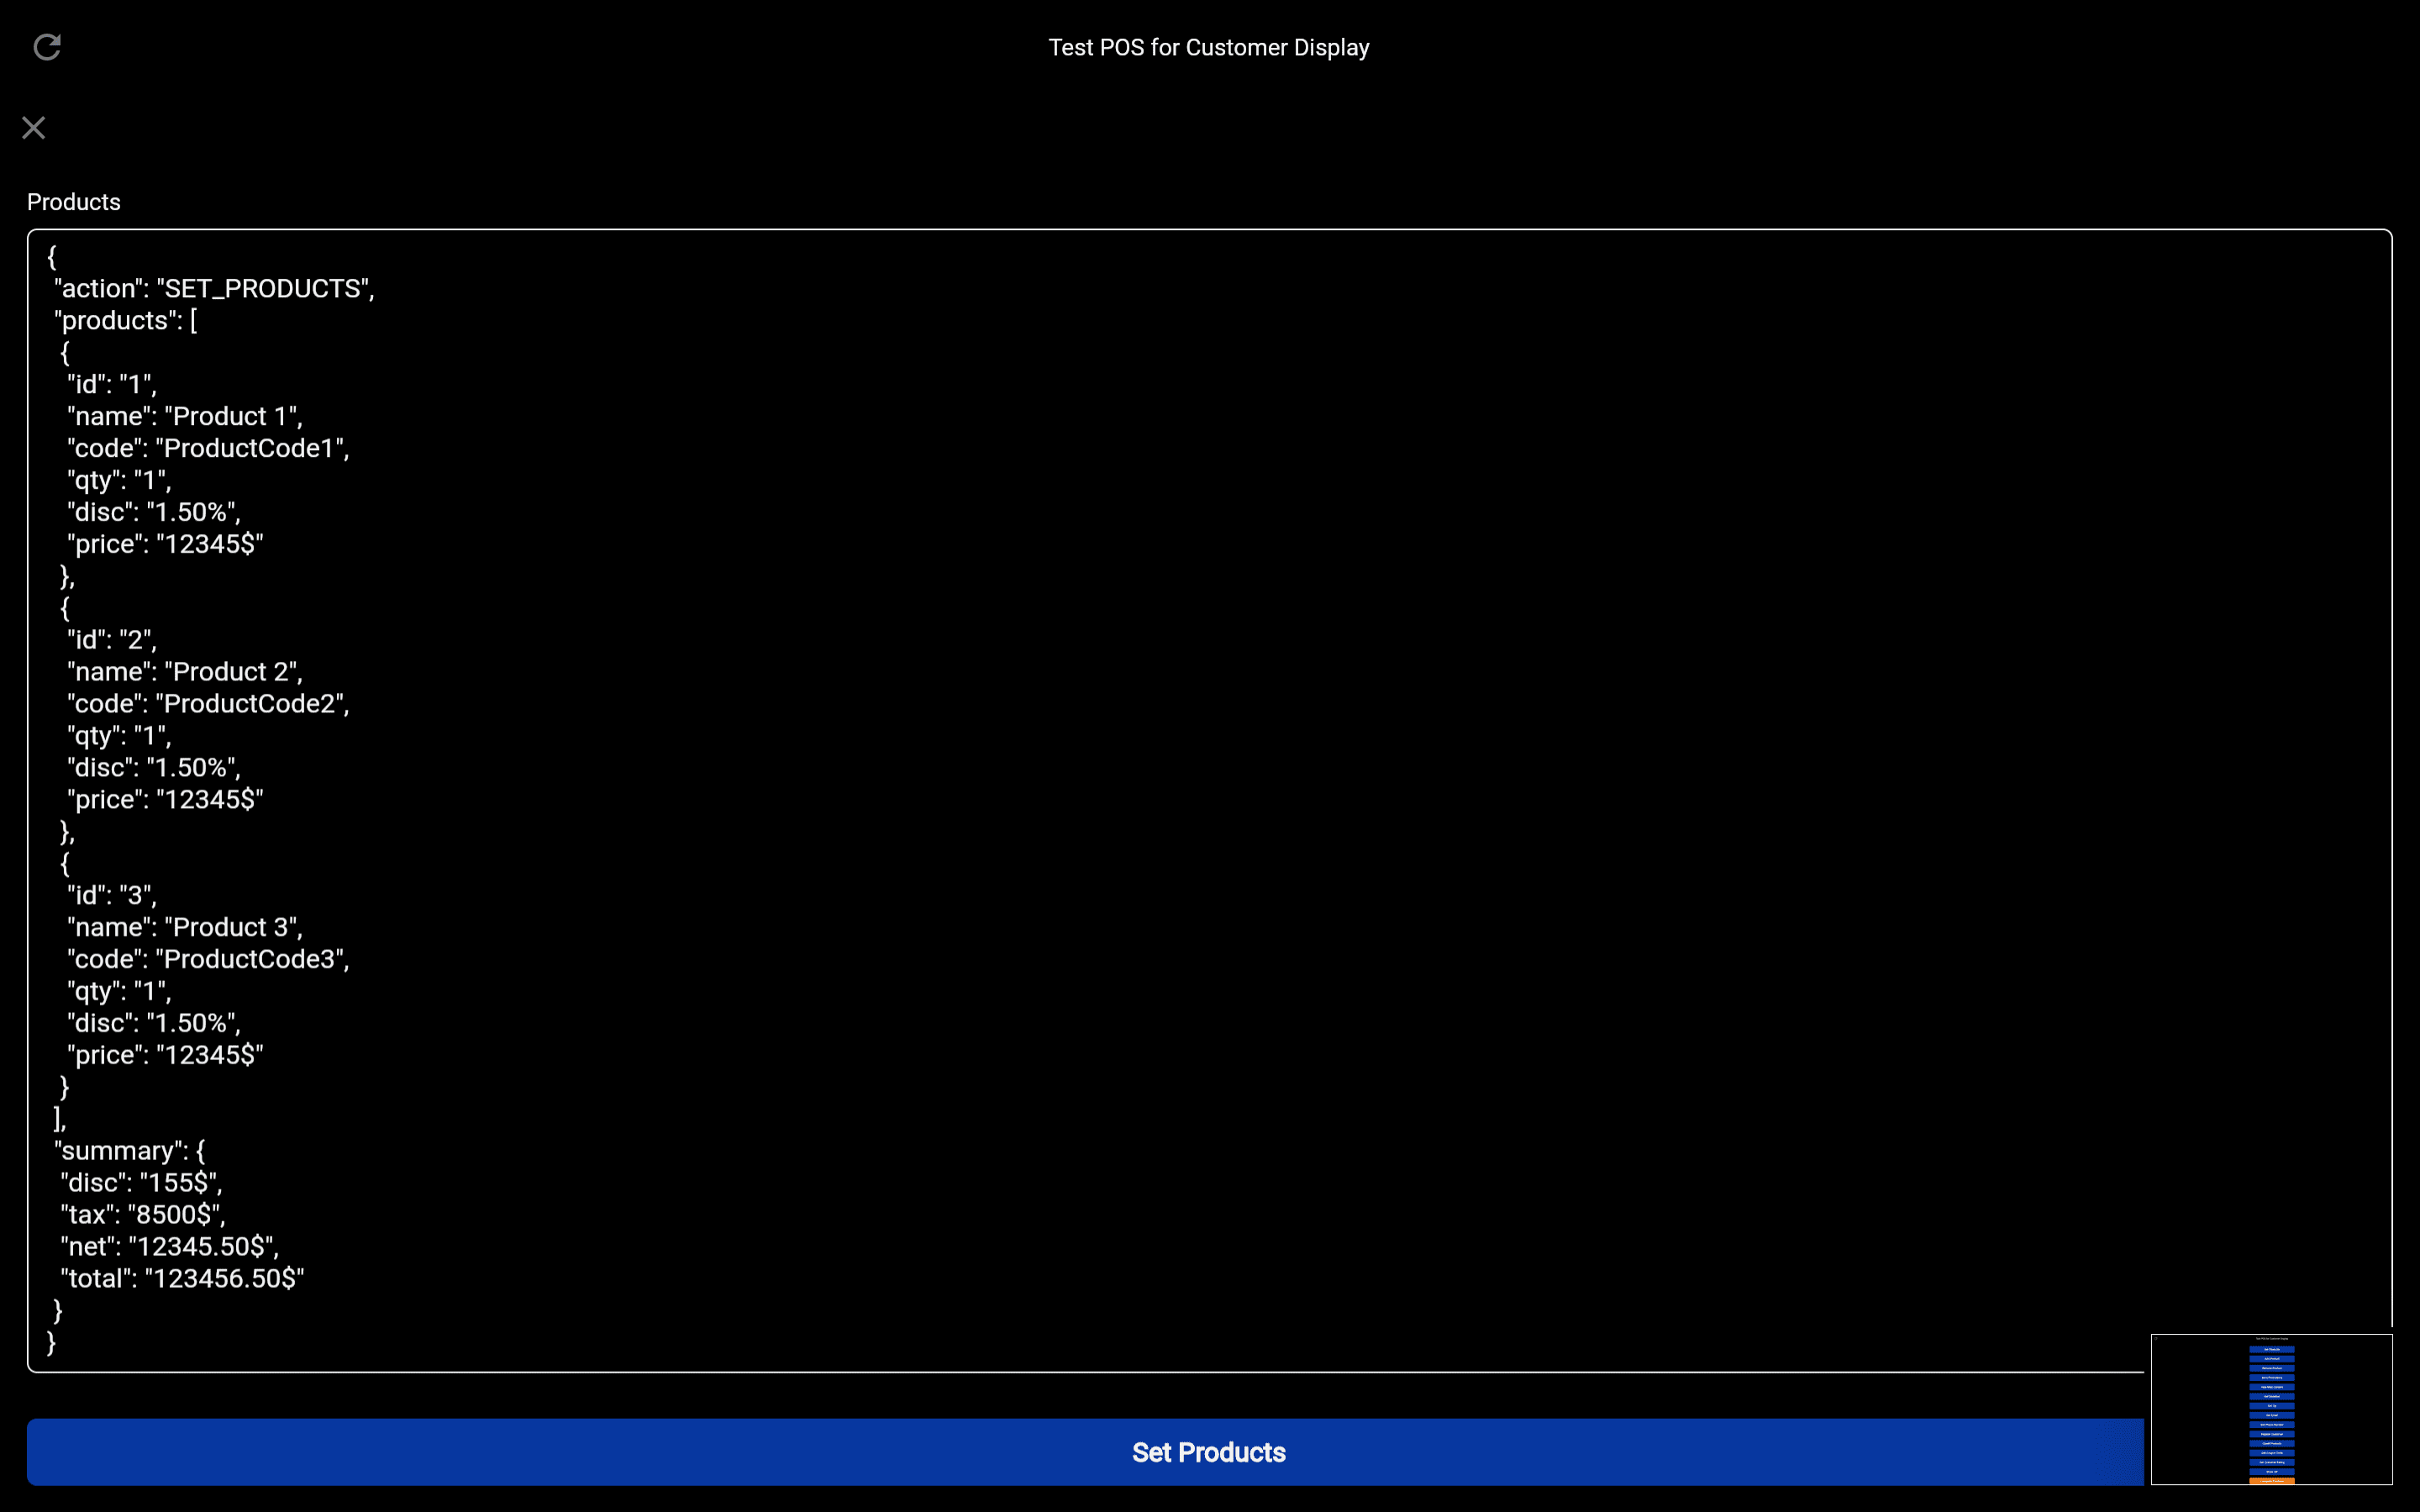 Test POS for Customer Display
Products
{
"action": "SET_PRODUCTS",
"products": [
{
"id": "1",
"name": "Product 1",
"code": "ProductCode1",
"qty": "1",
"disc": "1.50%",
"price": "12345$"
},
{
"id": "2",
"name": "Product 2",
"code": "ProductCode2",
"qty": "1",
"disc": "1.50%",
"price": "12345$"
},
{
"id": "3",
"name": "Product 3",
"code": "ProductCode3",
"qty": "1",
"disc": "1.50%",
"price": "12345$"
}
],
"summary": {
"disc": "155$",
"tax": "8500$",
"net": "12345.50$",
"total": "123456.50$"
}
}
Set Products